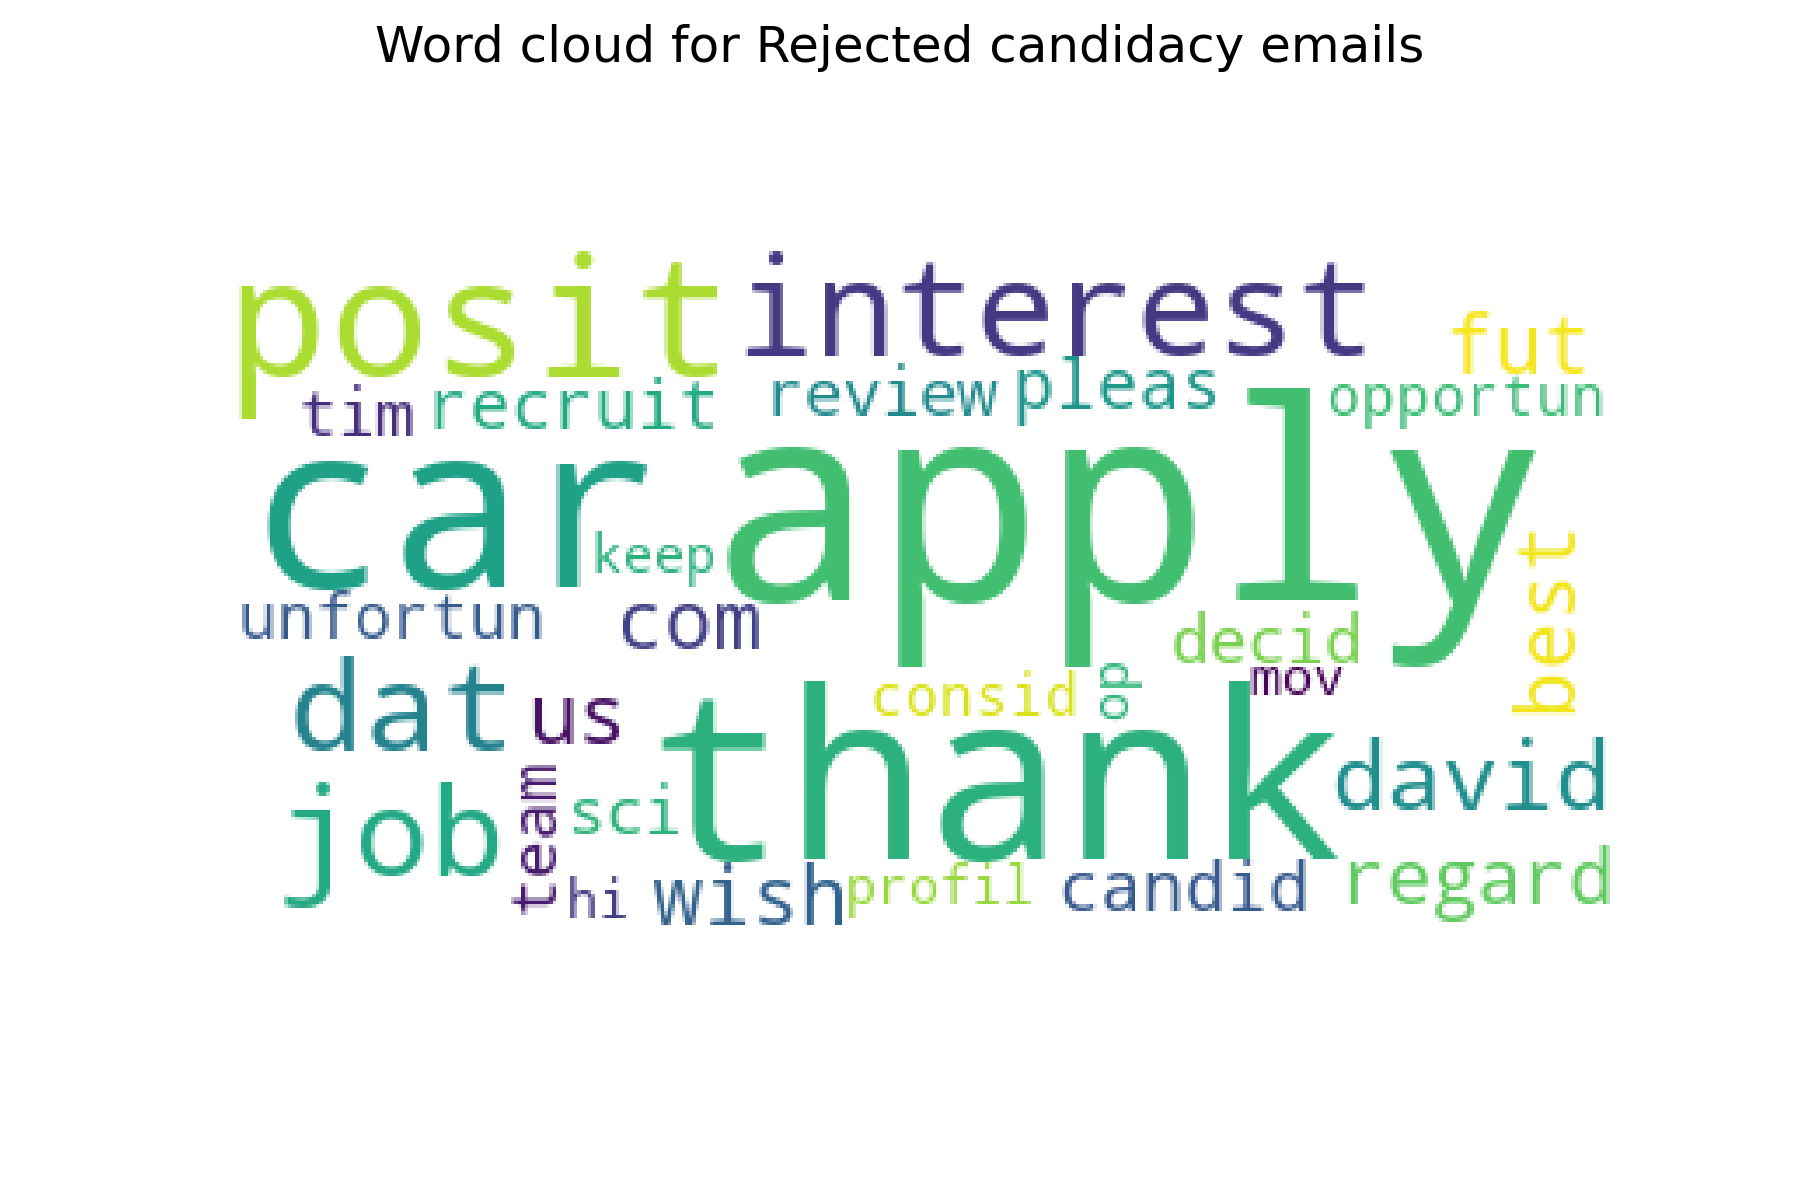 Word cloud for Rejected candidacy emails
posit interest
fut
tim recruit review pleas opportun
car apply
keep
best
unfortun com decid
dat us consid op mov
thank david
job team sci
hi wish profil candid regard